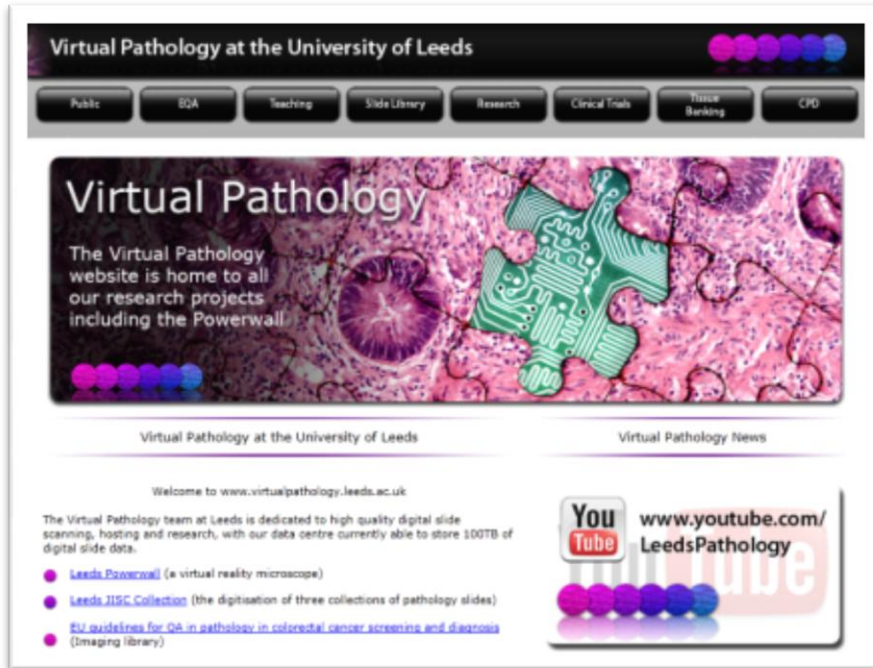 Virtual Pathology at the University of Leeds
Public
EQA
Teaching
Slide Library
Research
Clinical Trials
Tissue
Banking
CPD
Virtual Pathology
The Virtual Pathology
website is home to all
our research projects
including the Powerwall
Virtual Pathology at the University of Leeds
Welcome to www.virtualpathology.leeds.ac.uk
The Virtual Pathology team at Leeds is dedicated to high quality digital slide
scanning, hosting and research, with our data centre currently able to store 100TB of
digital slide data.
Leeds Powerwall (a virtual reality microscope)
Leeds JISC Collection (the digitisation of three collections of pathology slides)
EU guidelines for QA in pathology in colorectal cancer screening and diagnosis
(Imaging library)
Virtual Pathology News
You
Tube
www.youtube.com/
LeedsPathology
YouTube